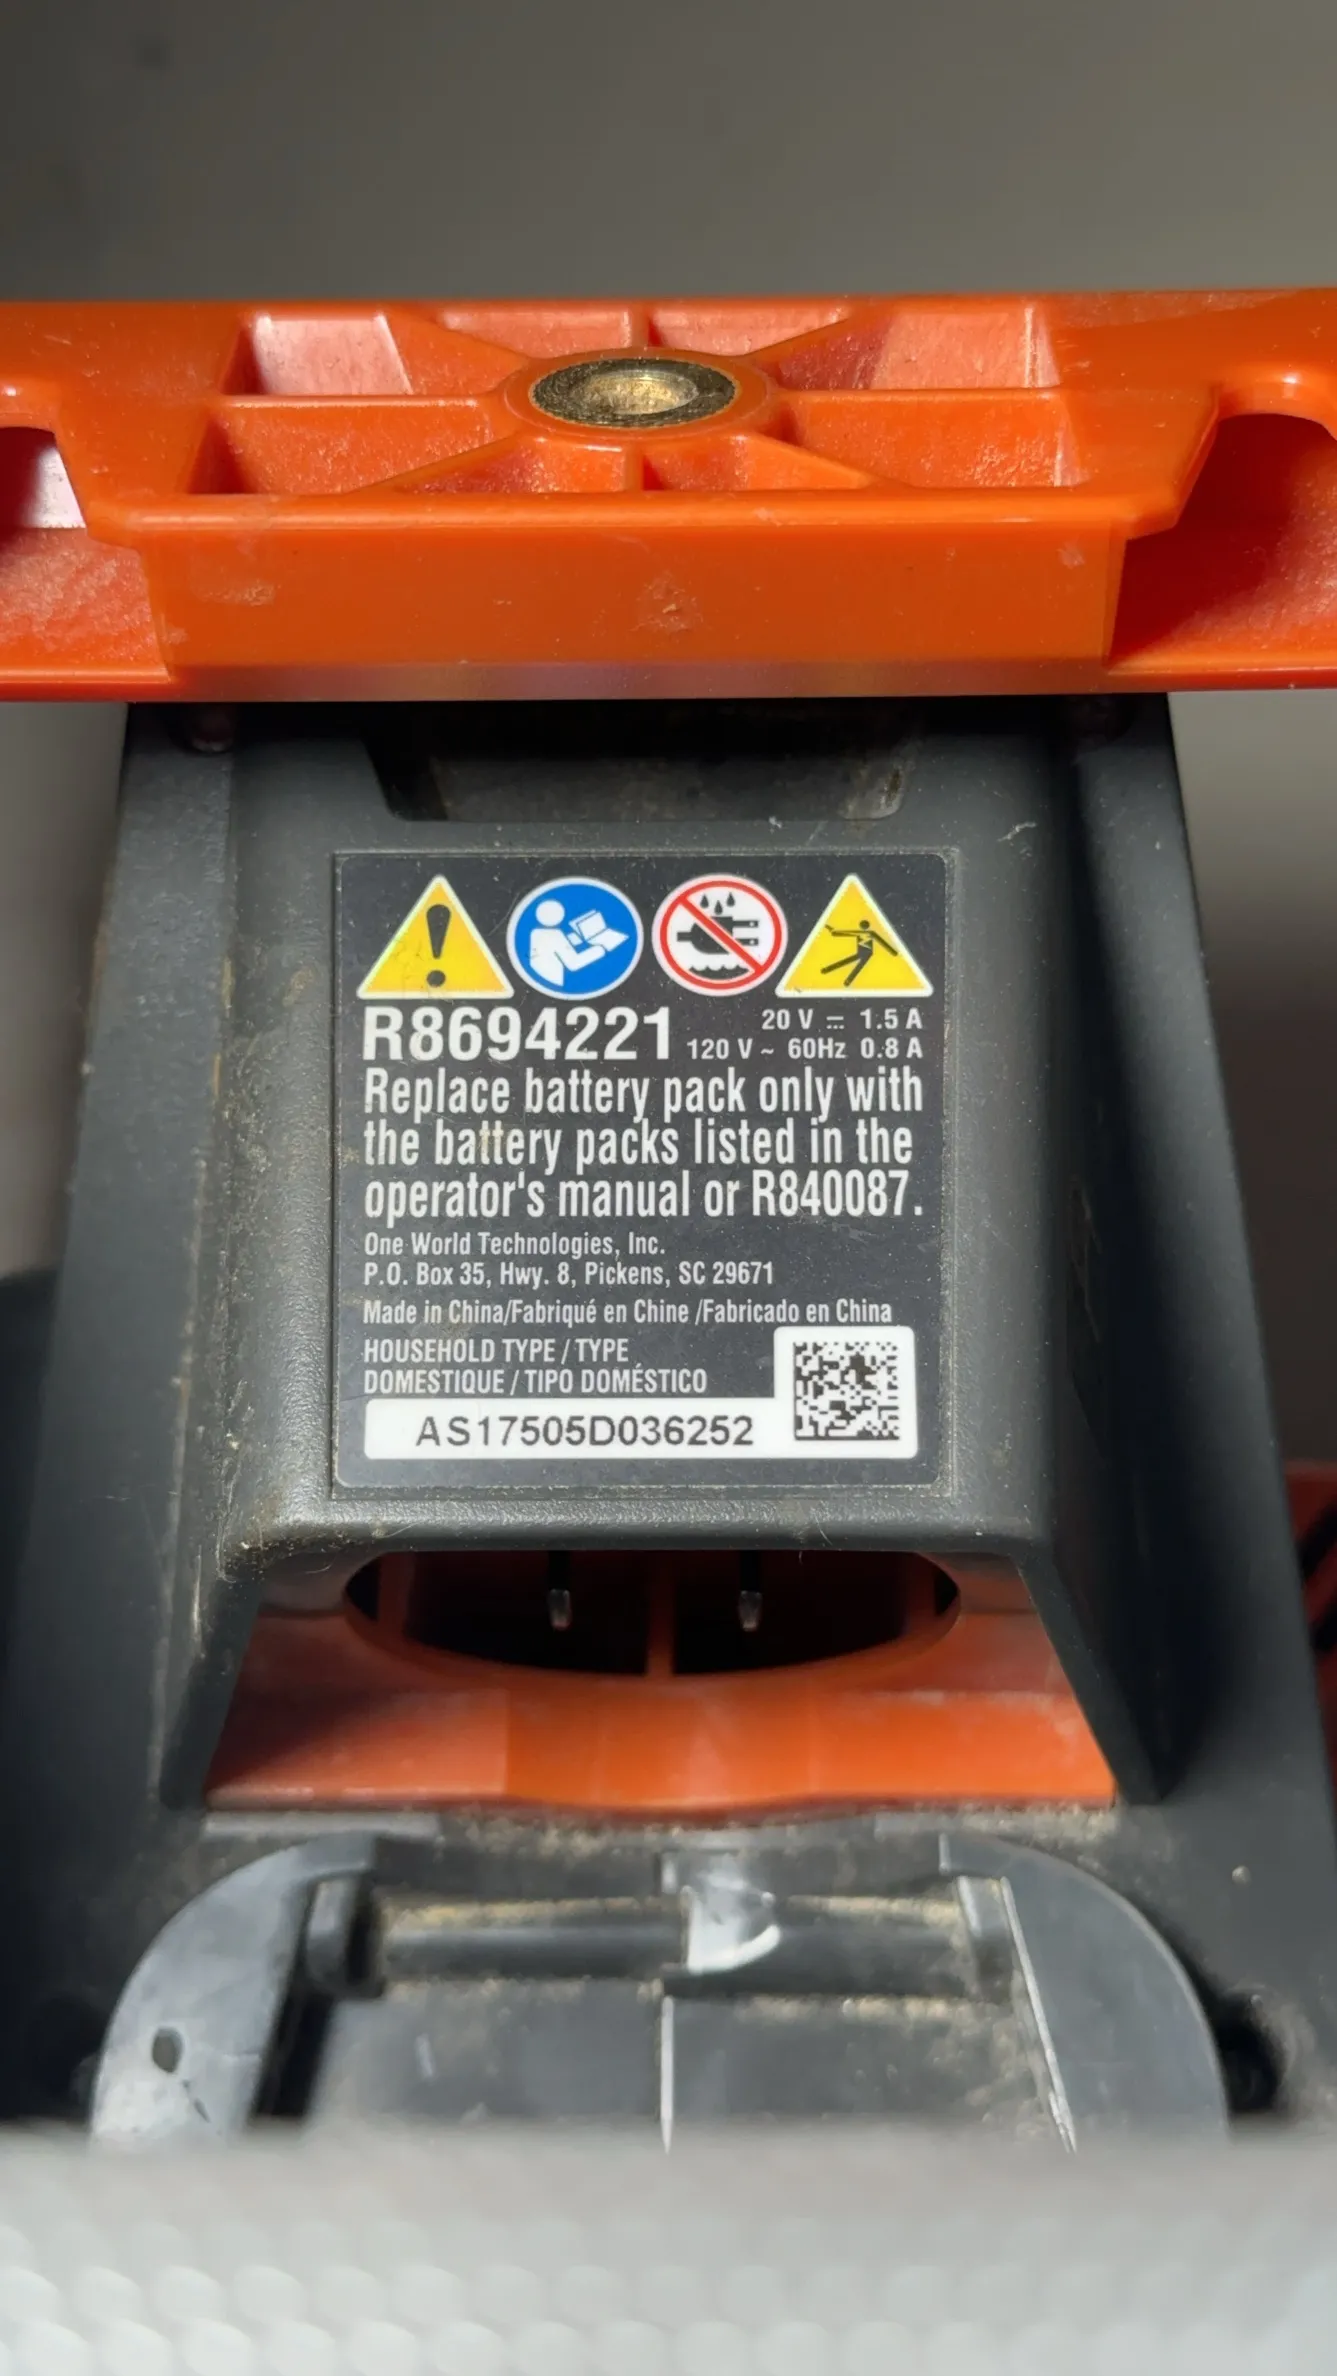 R8694221
20 V ⎓ 1.5 A
120 V ~ 60Hz 0.8 A
Replace battery pack only with
the battery packs listed in the
operator's manual or R840087.
One World Technologies, Inc.
P.O. Box 35, Hwy. 8, Pickens, SC 29671
Made in China/Fabriqué en Chine /Fabricado en China
HOUSEHOLD TYPE / TYPE
DOMESTIQUE / TIPO DOMÉSTICO
AS17505D036252